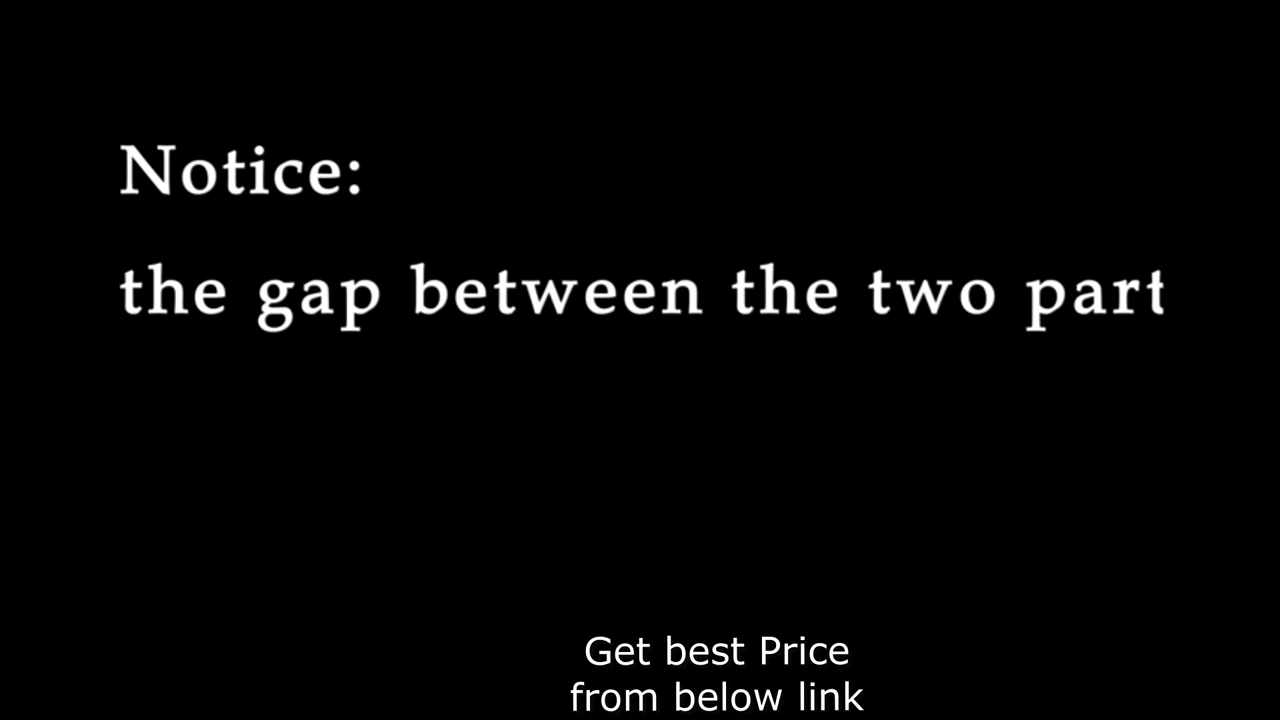 Notice:
the gap between the two part
Get best Price
from below link